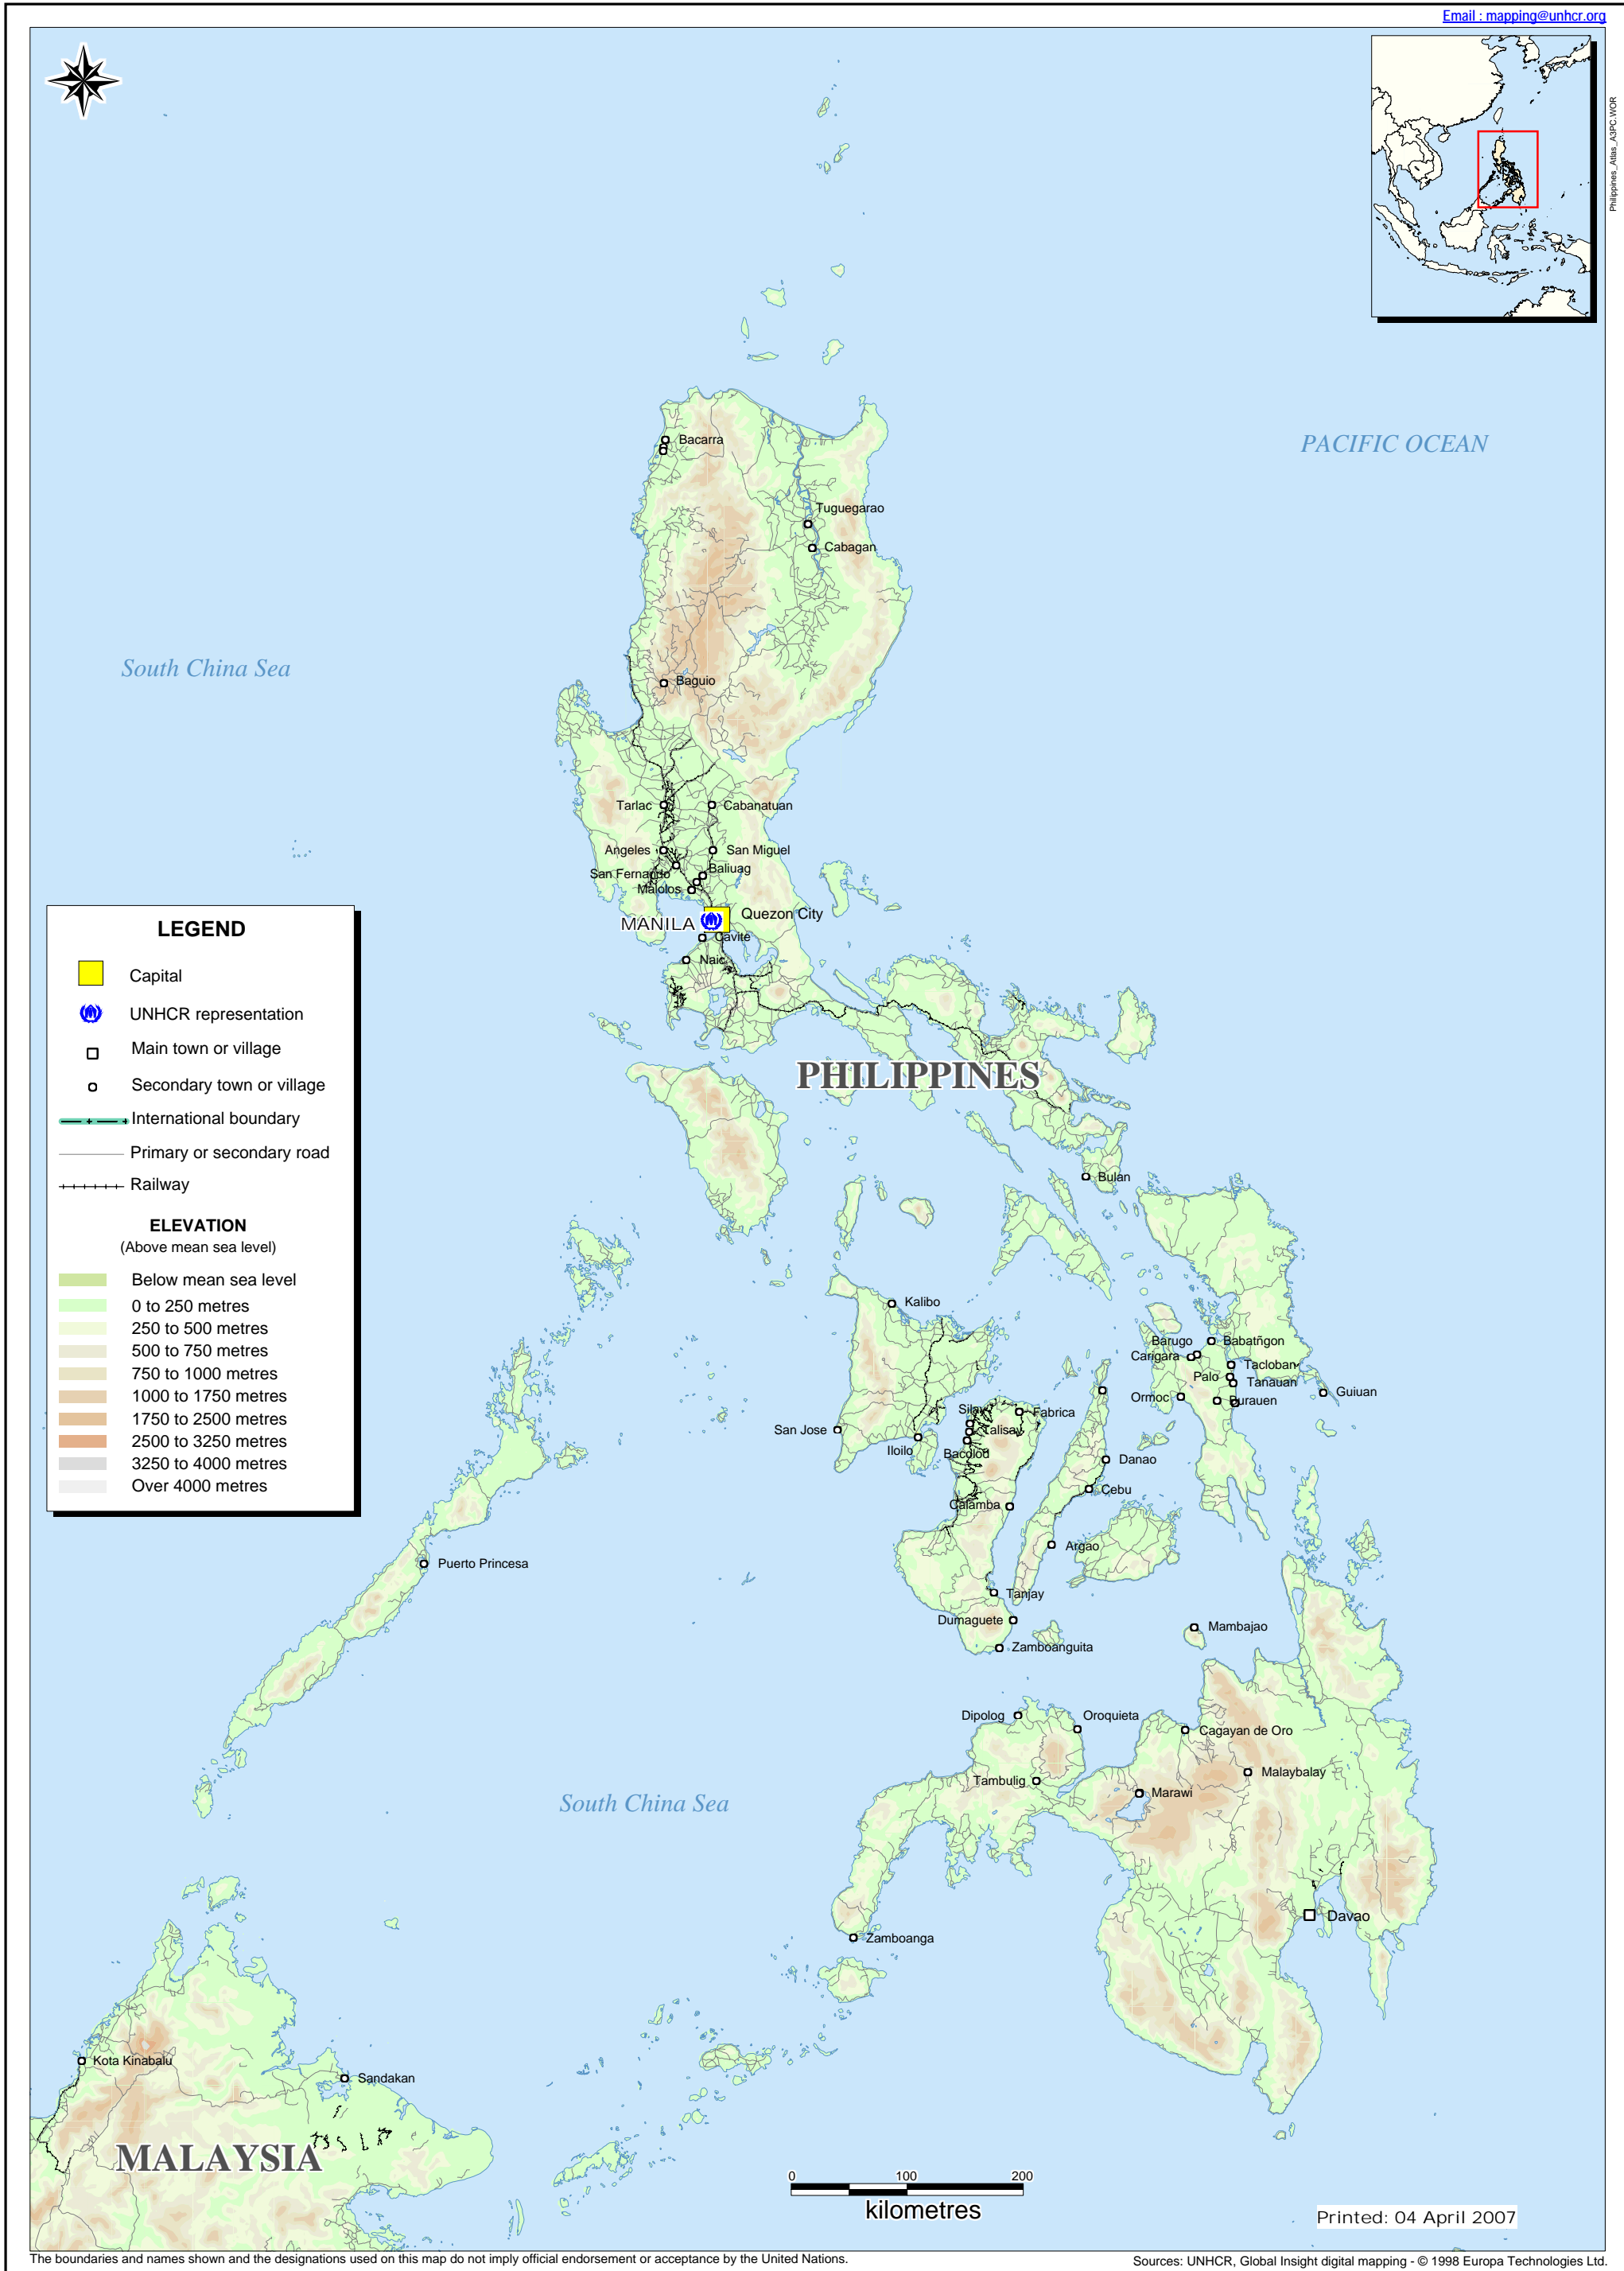 Email : mapping@unhcr.org
Philippines_Atlas_A3PC.WOR
PACIFIC OCEAN
Bacarra
Tuguegarao
Cabagan
South China Sea
Baguio
Tarlac
Cabanatuan
Angeles
San Miguel
San Fernando
Baliuag
Malolos
MANILA
Quezon City
Cavite
Naic
PHILIPPINES
LEGEND
Capital
UNHCR representation
Main town or village
Secondary town or village
International boundary
Primary or secondary road
Railway
ELEVATION
(Above mean sea level)
Below mean sea level
0 to 250 metres
250 to 500 metres
500 to 750 metres
750 to 1000 metres
1000 to 1750 metres
1750 to 2500 metres
2500 to 3250 metres
3250 to 4000 metres
Over 4000 metres
Bulan
Kalibo
Barugo
Babatñgon
Carigara
Tacloban
Palo
Tanauan
Ormoc
Burauen
Guiuan
San Jose
Iloilo
Silay
Fabrica
Talisay
Bacolod
Danao
Cebu
Calamba
Argao
Puerto Princesa
Tanjay
Dumaguete
Zamboanguita
Mambajao
Dipolog
Oroquieta
Cagayan de Oro
Tambulig
Malaybalay
Marawi
South China Sea
Davao
Zamboanga
Kota Kinabalu
Sandakan
MALAYSIA
0 100 200
kilometres
Printed: 04 April 2007
The boundaries and names shown and the designations used on this map do not imply official endorsement or acceptance by the United Nations.
Sources: UNHCR, Global Insight digital mapping - © 1998 Europa Technologies Ltd.